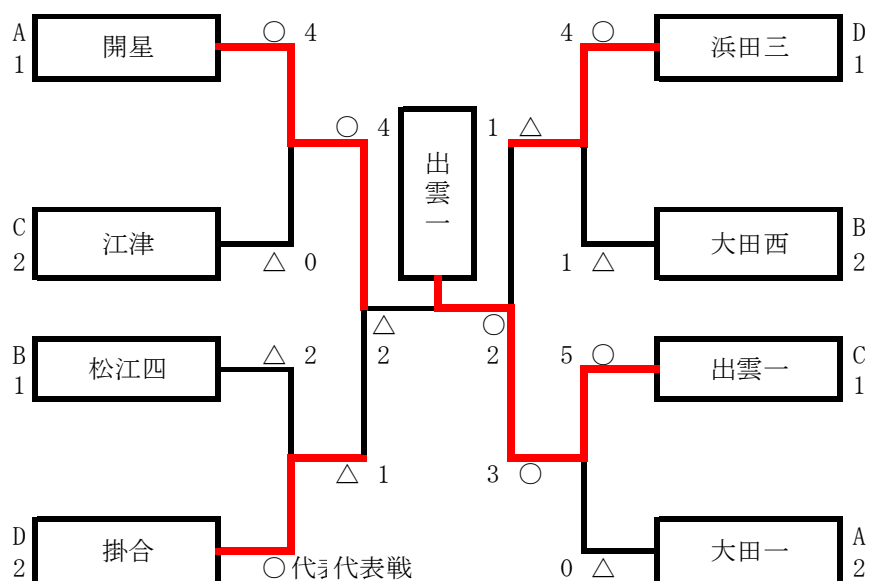 A 1 開星 ○ 4
4 ○ 浜田三 D 1
○ 4 出雲一 1 △
C 2 江津 △ 0
1 △ 大田西 B 2
△ 2
○ 2
B 1 松江四 △ 2
5 ○ 出雲一 C 1
△ 1
3 ○
D 2 掛合 ○代表戦
0 △ 大田一 A 2